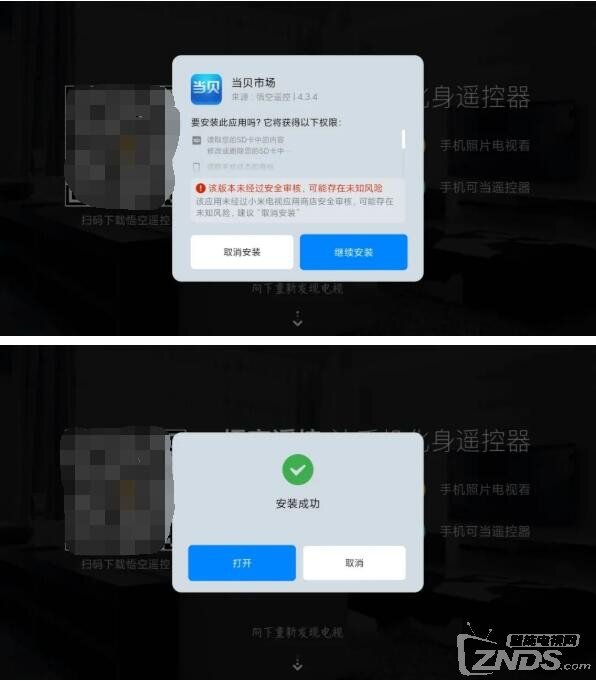 当贝
当贝市场
来源：悟空遥控 | 4.3.4
要安装此应用吗? 它将获得以下权限：
读取您的SD卡中的内容
修改或删除您的SD卡中…
该版本未经过安全审核，可能存在未知风险
该应用未经过小米电视应用商店安全审核，可能存在
未知风险，建议“取消安装”
取消安装
继续安装
化身遥控器
手机照片电视看
手机可当遥控器
扫码下载悟空遥控
向下重新发现电视
化身遥控器
手机照片电视看
手机可当遥控器
安装成功
打开
取消
扫码下载悟空遥控
向下重新发现电视
智能电视网
ZNDS.com